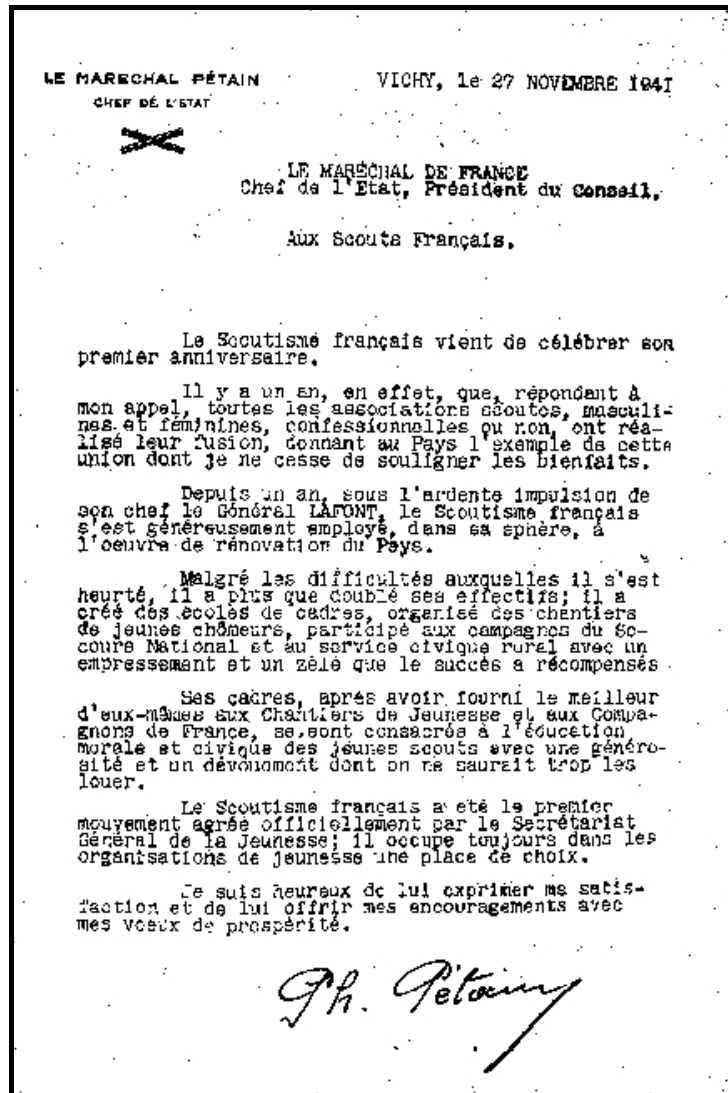 LE MARECHAL PÉTAIN
CHEF DE L'ETAT
VICHY, le 27 NOVEMBRE 1941
LE MARÉCHAL DE FRANCE
Chef de l'Etat, Président du Conseil,
Aux Scouts Français.
Le Scoutisme français vient de célébrer son
premier anniversaire.
Il y a un an, en effet, que, répondant à
mon appel, toutes les associations scoutes, masculi-
nes et féminines, confessionnelles ou non, ont réa-
lisé leur fusion, donnant au Pays l'exemple de cette
union dont je ne cesse de souligner les bienfaits.
Depuis un an, sous l'ardente impulsion de
son chef le Général LAFONT, le Scoutisme français
s'est généreusement employé, dans sa sphère, à
l'oeuvre de rénovation du Pays.
Malgré les difficultés auxquelles il s'est
heurté, il a plus que doublé ses effectifs; il a
créé des écoles de cadres, organisé des chantiers
de jeunes chômeurs, participé aux campagnes du Se-
cours National et au service civique rural avec un
empressement et un zèle que le succès a récompensés
Ses cadres, après avoir fourni le meilleur
d'eux-mêmes aux Chantiers de Jeunesse et aux Compa-
gnons de France, se sont consacrés à l'éducation
morale et civique des jeunes scouts avec une généro-
sité et un dévouement dont on ne saurait trop les
louer.
Le Scoutisme français a été le premier
mouvement agréé officiellement par le Secrétariat
Général de la Jeunesse; il occupe toujours dans les
organisations de jeunesse une place de choix.
Je suis heureux de lui exprimer ma satis-
faction et de lui offrir mes encouragements avec
mes voeux de prospérité.
Ph. Pétain